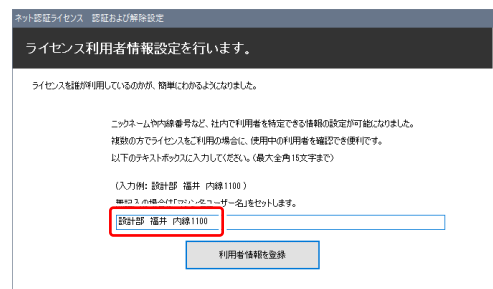 ネット認証ライセンス 認証および解除設定
ライセンス利用者情報設定を行います。
ライセンスを誰が利用しているのかが、簡単にわかるようになりました。
ニックネームや内線番号など、社内で利用者を特定できる情報の設定が可能になりました。
複数の方でライセンスをご利用の場合に、使用中の利用者を確認でき便利です。
以下のテキストボックスに入力してください。(最大全角15文字まで)
(入力例: 設計部 福井 内線1100 )
無記入の場合は「マシン名ユーザー名」をセットします。
設計部 福井 内線1100
利用者情報を登録